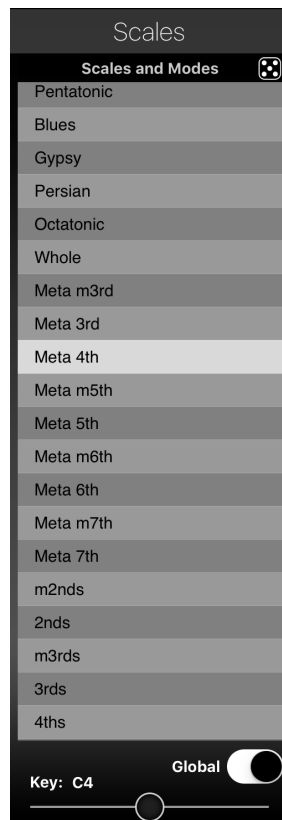 Scales
Scales and Modes
Pentatonic
Blues
Gypsy
Persian
Octatonic
Whole
Meta m3rd
Meta 3rd
Meta 4th
Meta m5th
Meta 5th
Meta m6th
Meta 6th
Meta m7th
Meta 7th
m2nds
2nds
m3rds
3rds
4ths
Global
Key: C4